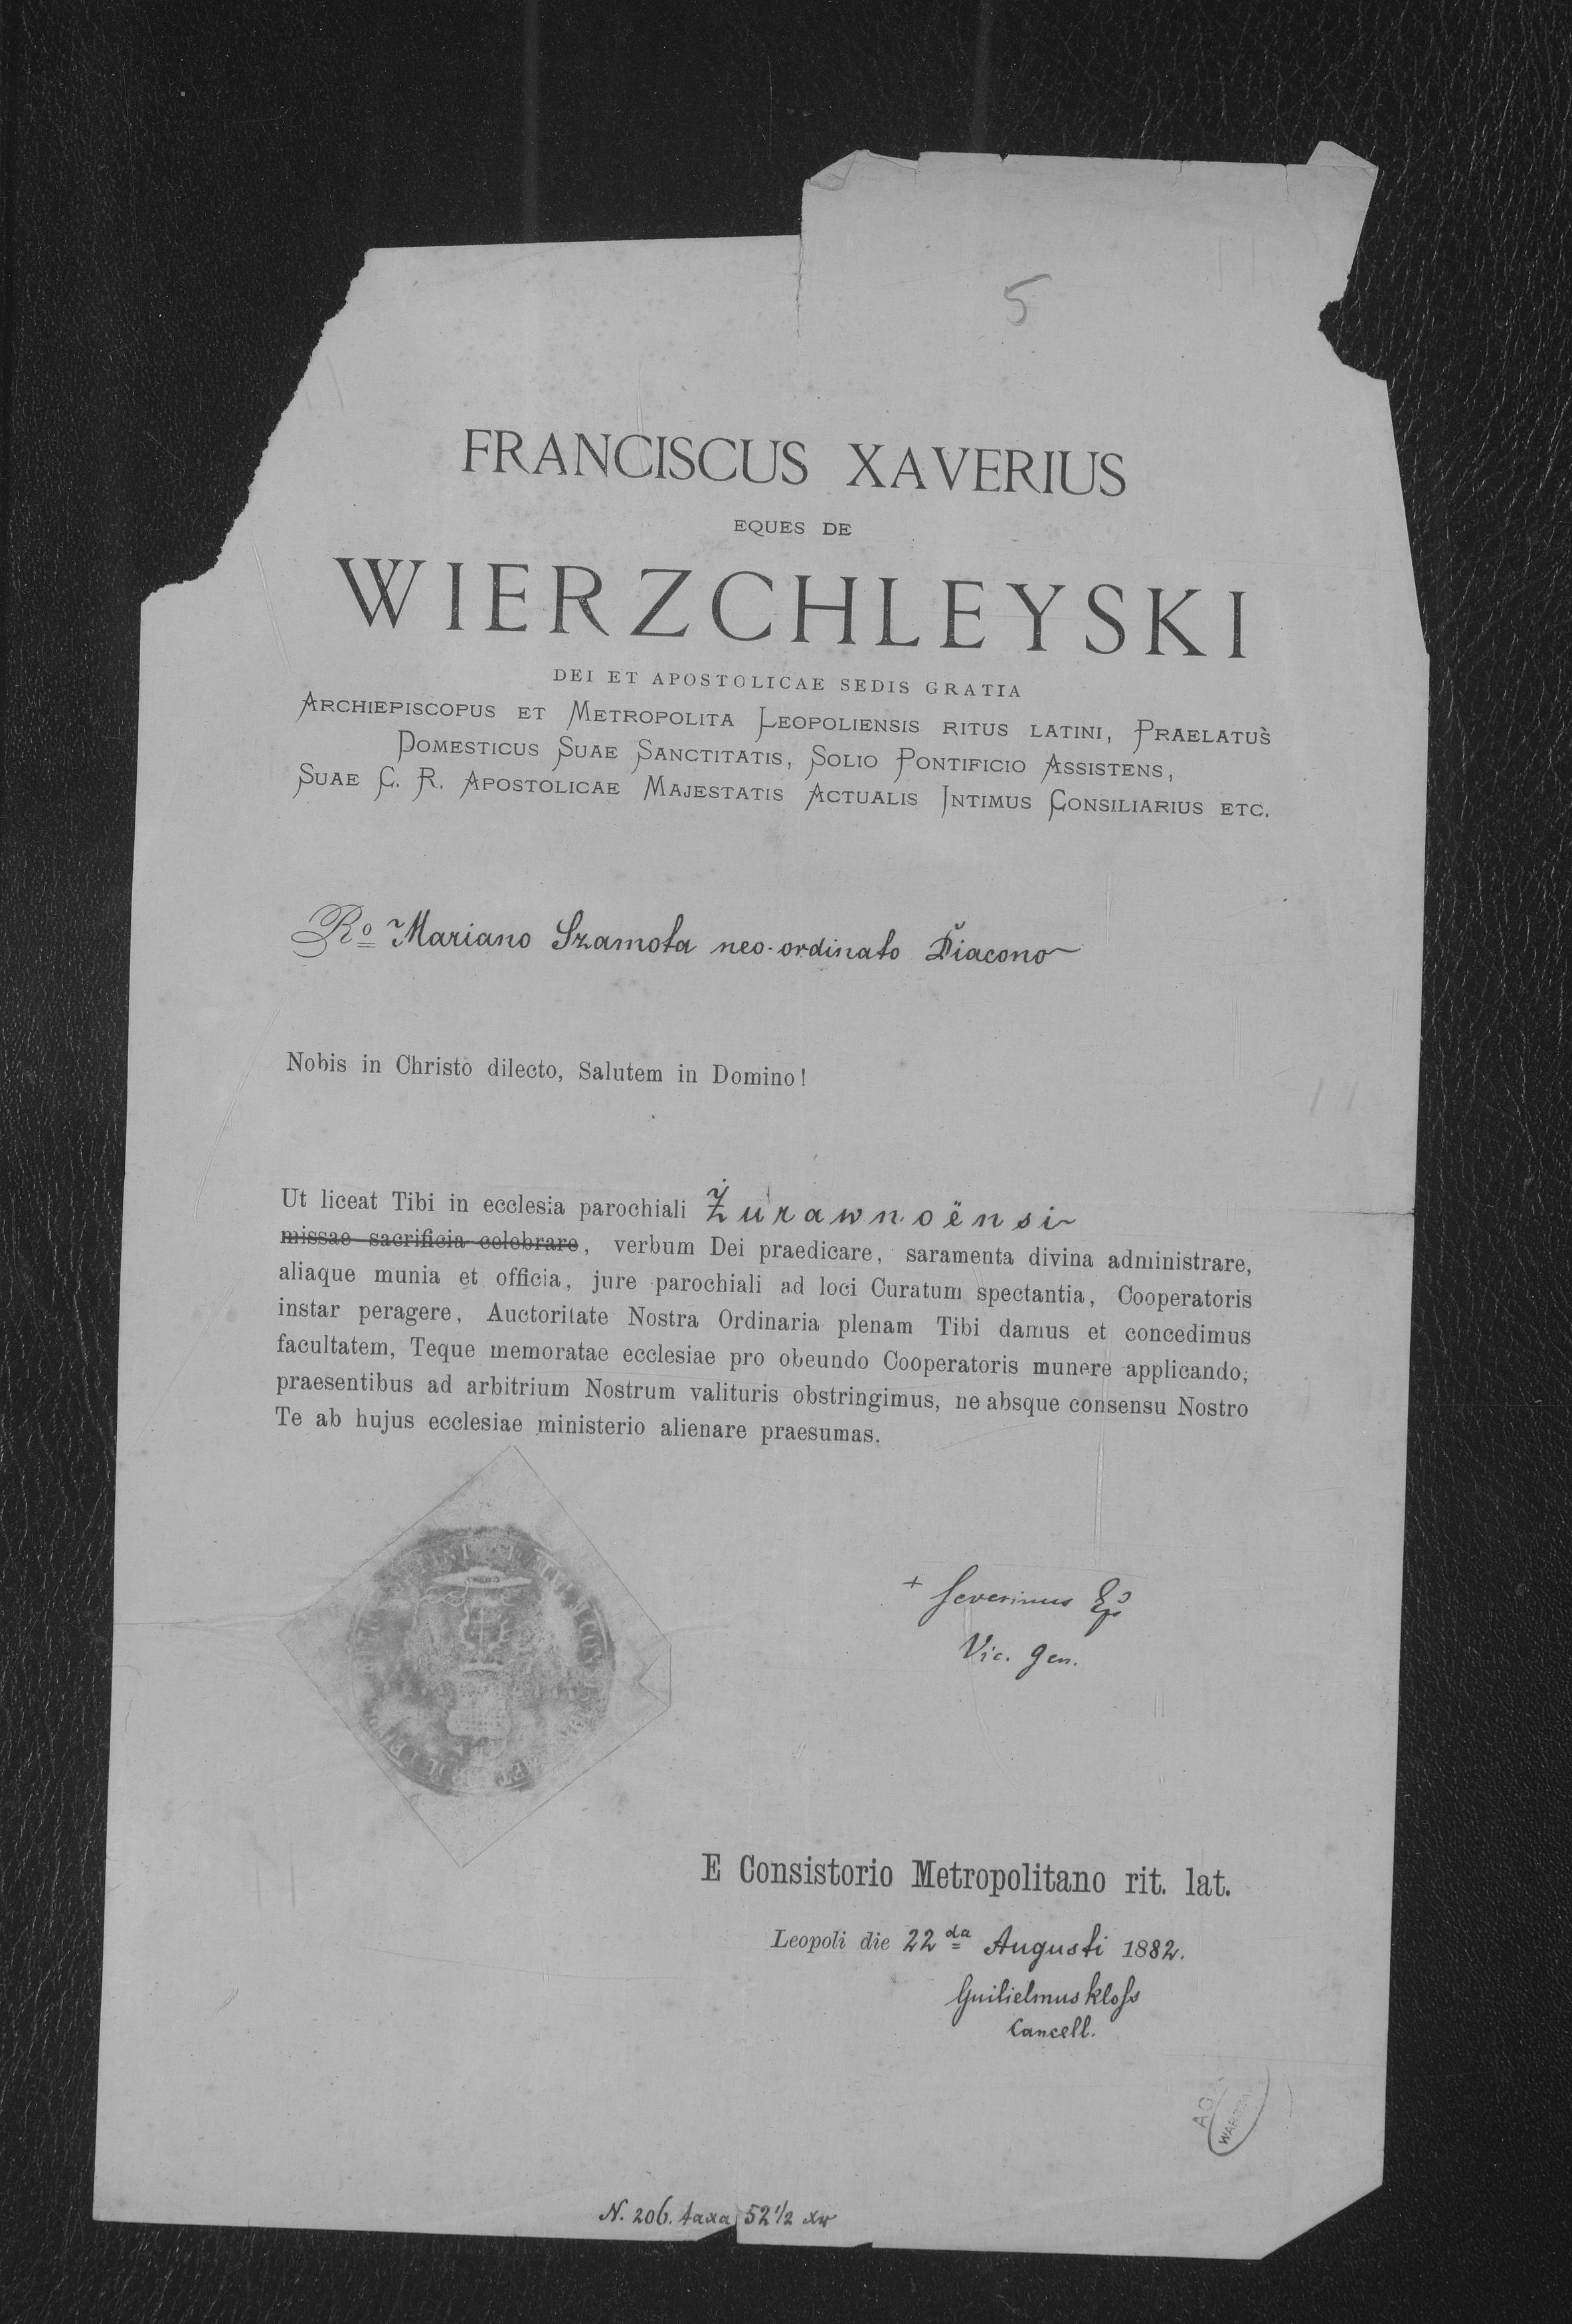 5
FRANCISCUS XAVERIUS
EQUES DE
WIERZCHLEYSKI
DEI ET APOSTOLICAE SEDIS GRATIA
ARCHIEPISCOPUS ET METROPOLITA LEOPOLIENSIS RITUS LATINI, PRAELATUS
DOMESTICUS SUAE SANCTITATIS, SOLIO PONTIFICIO ASSISTENS,
SUAE C. R. APOSTOLICAE MAJESTATIS ACTUALIS INTIMUS CONSILIARIUS ETC.
Ro Mariano Szamota neo-ordinato Diacono
Nobis in Christo dilecto, Salutem in Domino!
Ut liceat Tibi in ecclesia parochiali Żurawnoënsi
missae sacrificia celebrare, verbum Dei praedicare, saramenta divina administrare,
aliaque munia et officia, jure parochiali ad loci Curatum spectantia, Cooperatoris
instar peragere, Auctoritate Nostra Ordinaria plenam Tibi damus et concedimus
facultatem, Teque memoratae ecclesiae pro obeundo Cooperatoris munere applicando,
praesentibus ad arbitrium Nostrum valituris obstringimus, ne absque consensu Nostro
Te ab hujus ecclesiae ministerio alienare praesumas.
+ Severinus Ep
Vic. gen.
E Consistorio Metropolitano rit. lat.
Leopoli die 22da Augusti 1882.
Guilielmus Kloss
Cancell.
AG
N. 206. taxa 52 1/2 xr